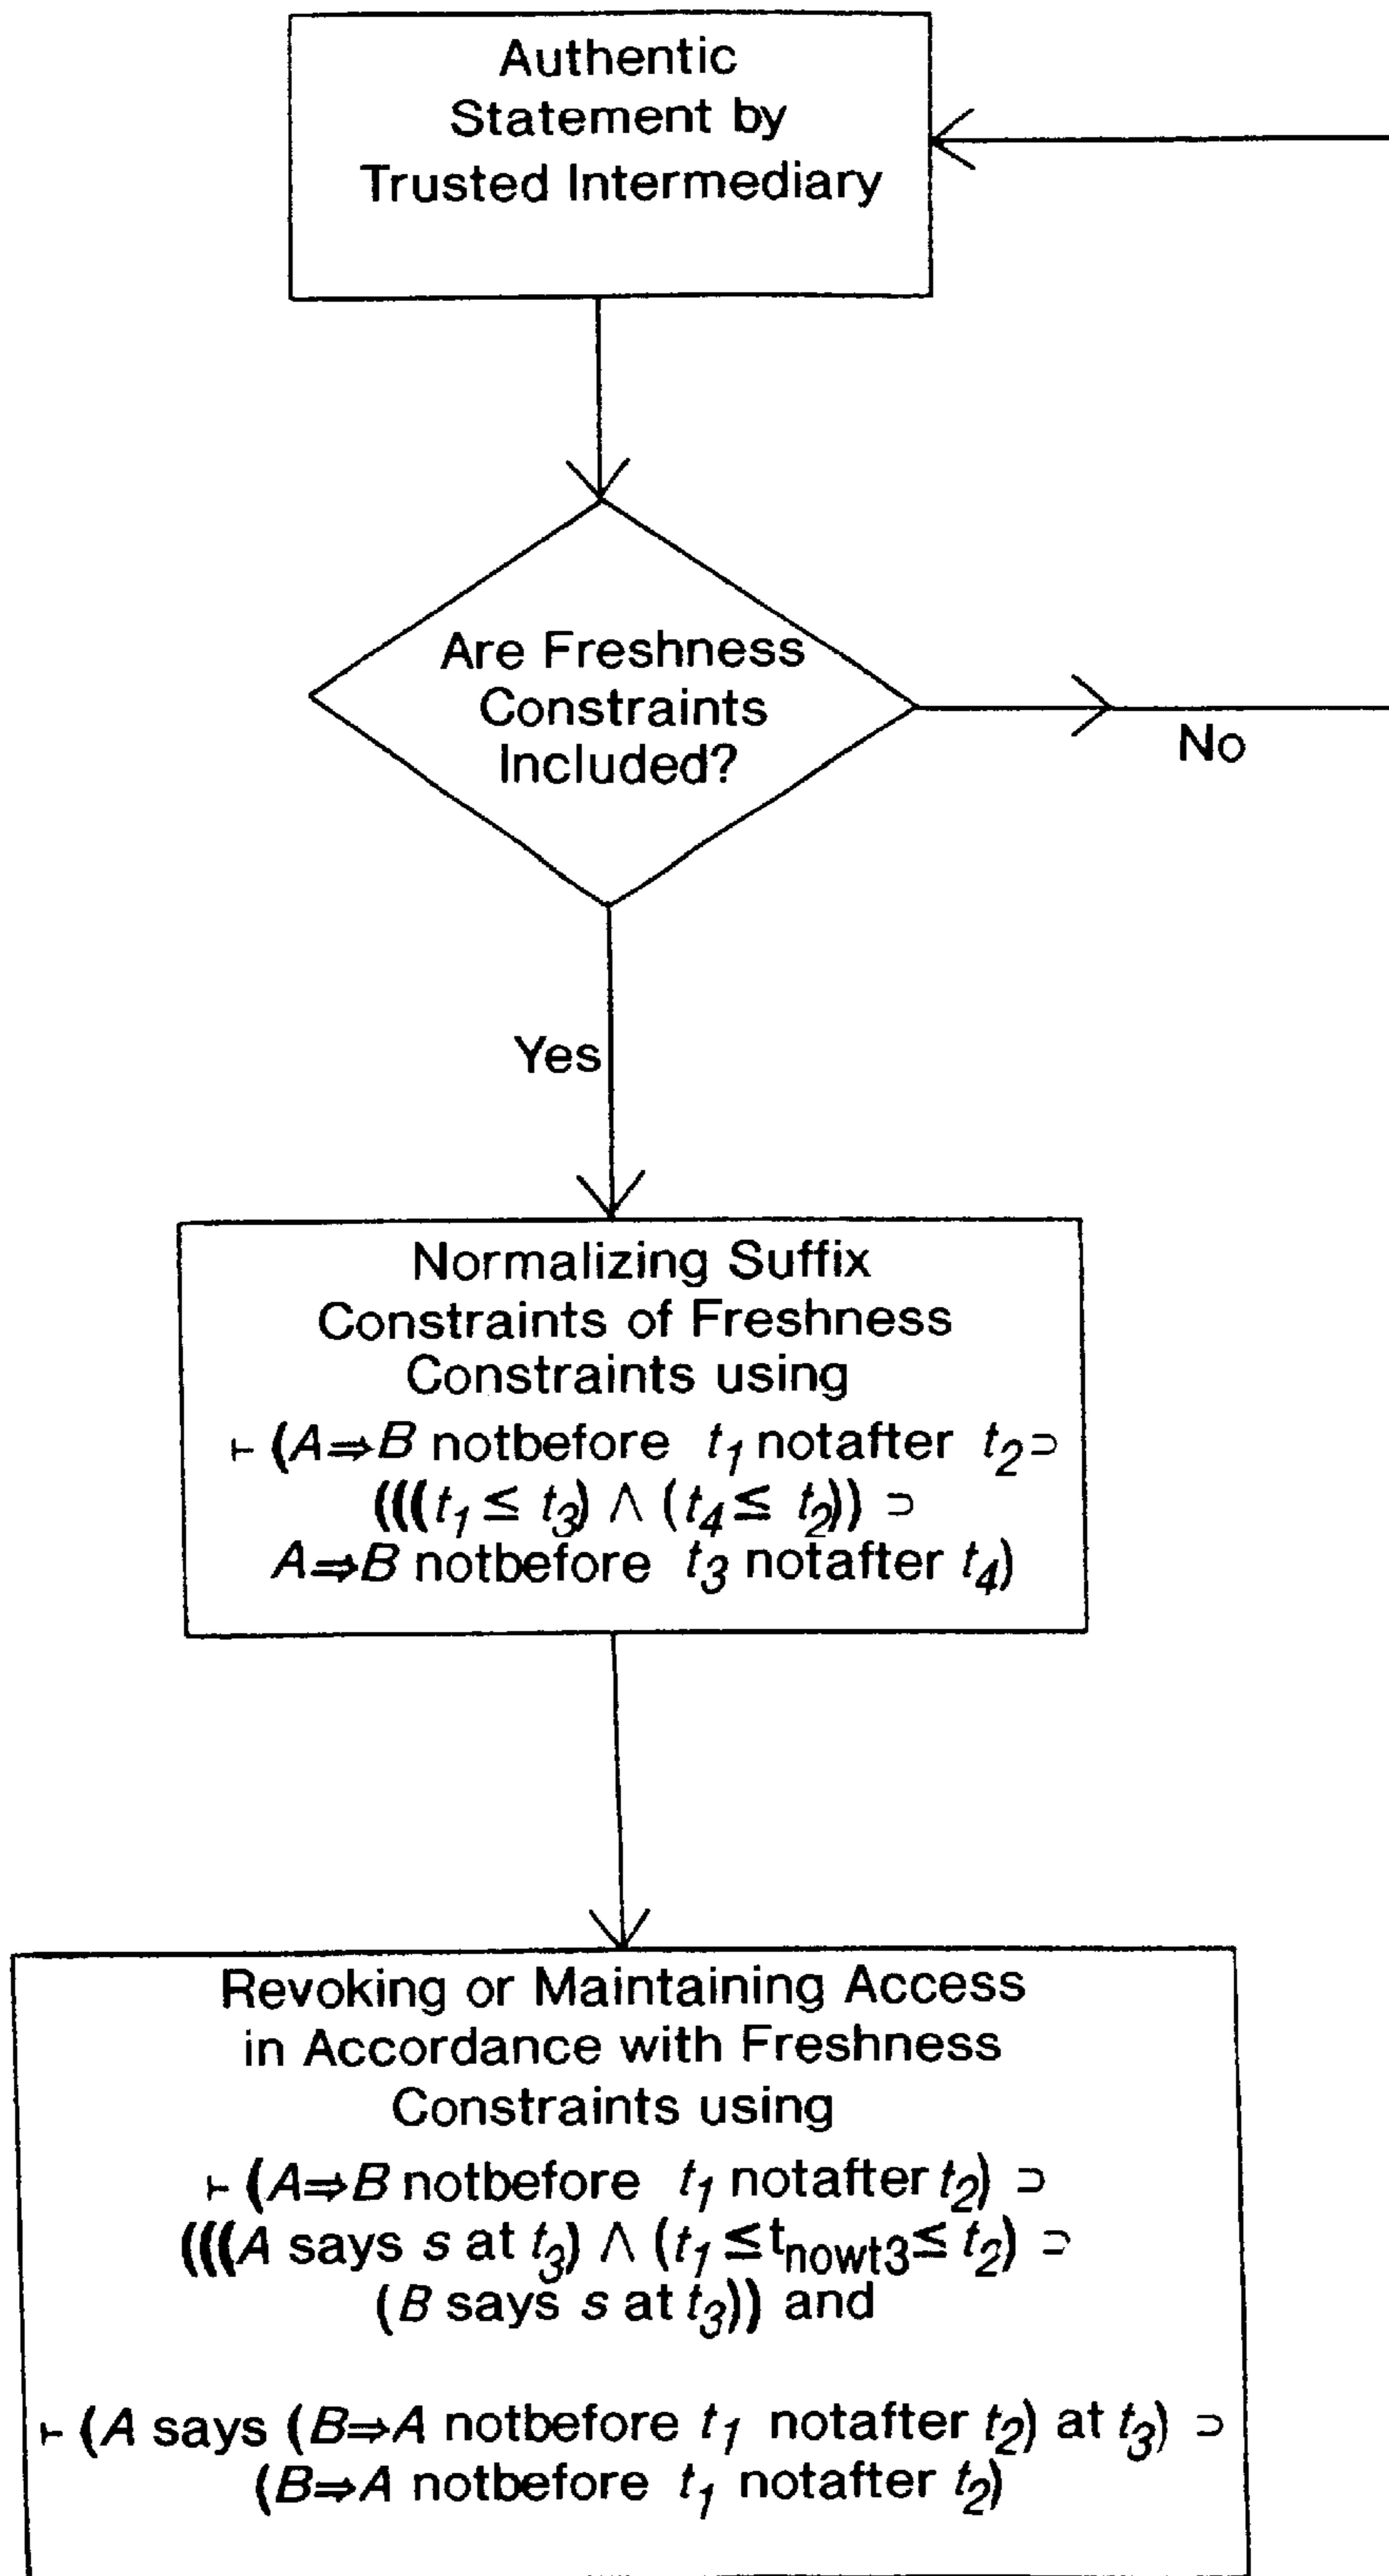 Authentic
Statement by
Trusted Intermediary
Are Freshness
Constraints
Included?
No
Yes
Normalizing Suffix
Constraints of Freshness
Constraints using
⊢ (A⇒B notbefore t₁ notafter t₂⊃
(((t₁ ≤ t₃) ∧ (t₄ ≤ t₂)) ⊃
A⇒B notbefore t₃ notafter t₄)
Revoking or Maintaining Access
in Accordance with Freshness
Constraints using
⊢ (A⇒B notbefore t₁ notafter t₂) ⊃
(((A says s at t₃) ∧ (t₁ ≤tnowt3≤ t₂) ⊃
(B says s at t₃)) and
⊢ (A says (B⇒A notbefore t₁ notafter t₂) at t₃) ⊃
(B⇒A notbefore t₁ notafter t₂)